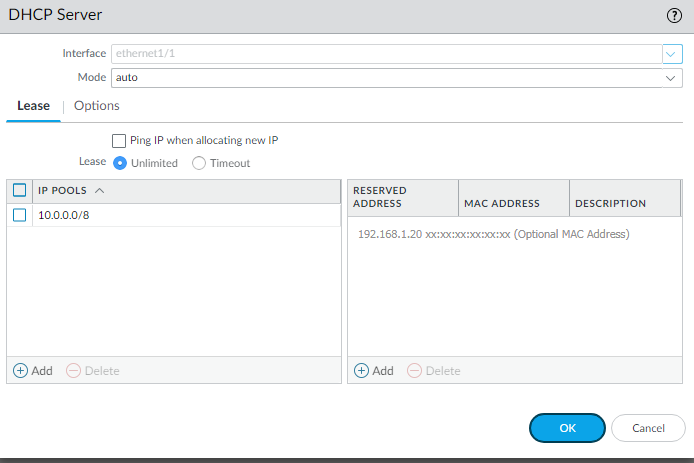 DHCP Server
Interface ethernet1/1
Mode auto
Lease Options
Ping IP when allocating new IP
Lease Unlimited Timeout
IP POOLS
10.0.0.0/8
Add Delete
RESERVED ADDRESS MAC ADDRESS DESCRIPTION
192.168.1.20 xx:xx:xx:xx:xx:xx (Optional MAC Address)
Add Delete
OK Cancel